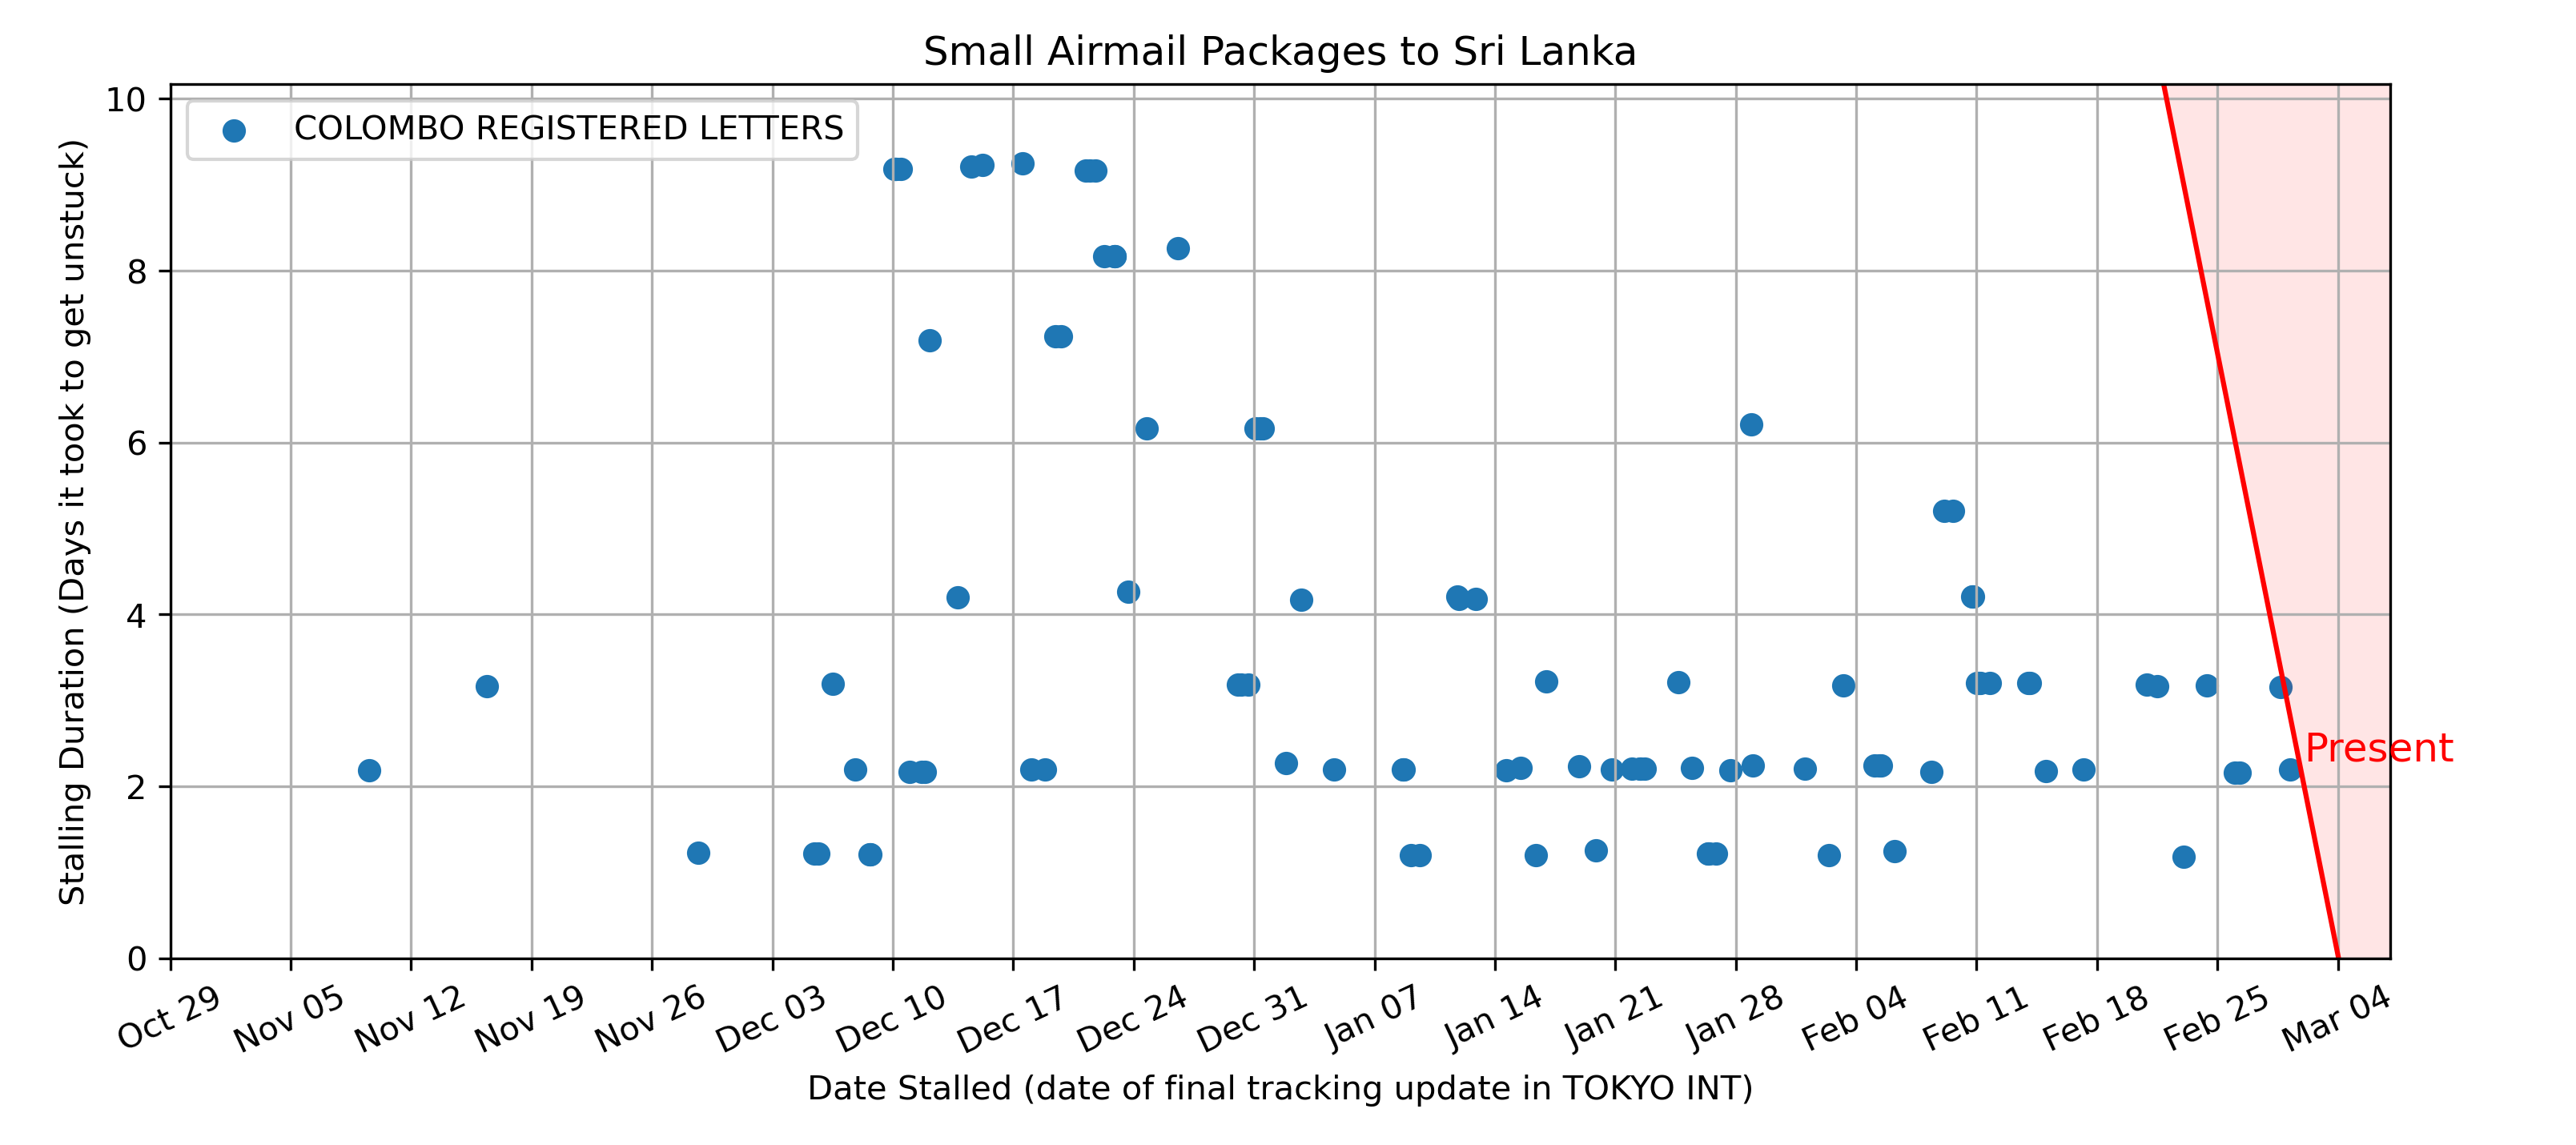 Small Airmail Packages to Sri Lanka
COLOMBO REGISTERED LETTERS
Stalling Duration (Days it took to get unstuck)
10
8
6
4
2
0
Present
Oct 29 Nov 05 Nov 12 Nov 19 Nov 26 Dec 03 Dec 10 Dec 17 Dec 24 Dec 31 Jan 07 Jan 14 Jan 21 Jan 28 Feb 04 Feb 11 Feb 18 Feb 25 Mar 04
Date Stalled (date of final tracking update in TOKYO INT)